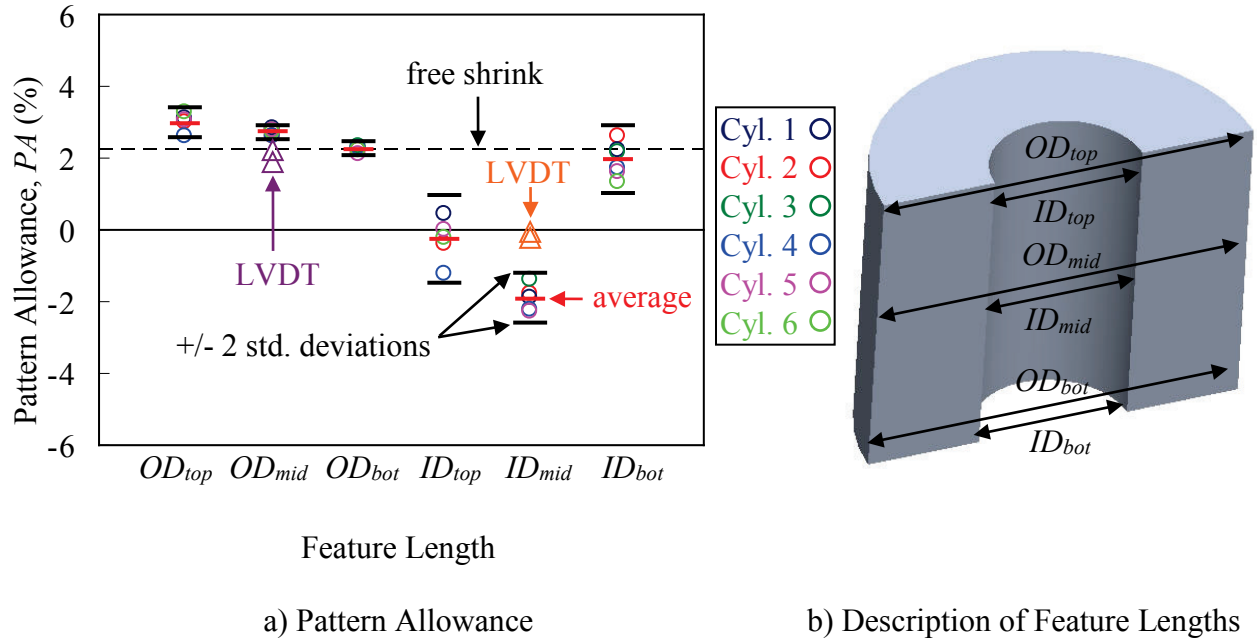 6
4
2
0
-2
-4
-6
Pattern Allowance, PA (%)
free shrink
LVDT
LVDT
average
+/- 2 std. deviations
ODtop
ODmid
ODbot
IDtop
IDmid
IDbot
Feature Length
a) Pattern Allowance
Cyl. 1
Cyl. 2
Cyl. 3
Cyl. 4
Cyl. 5
Cyl. 6
ODtop
IDtop
ODmid
IDmid
ODbot
IDbot
b) Description of Feature Lengths